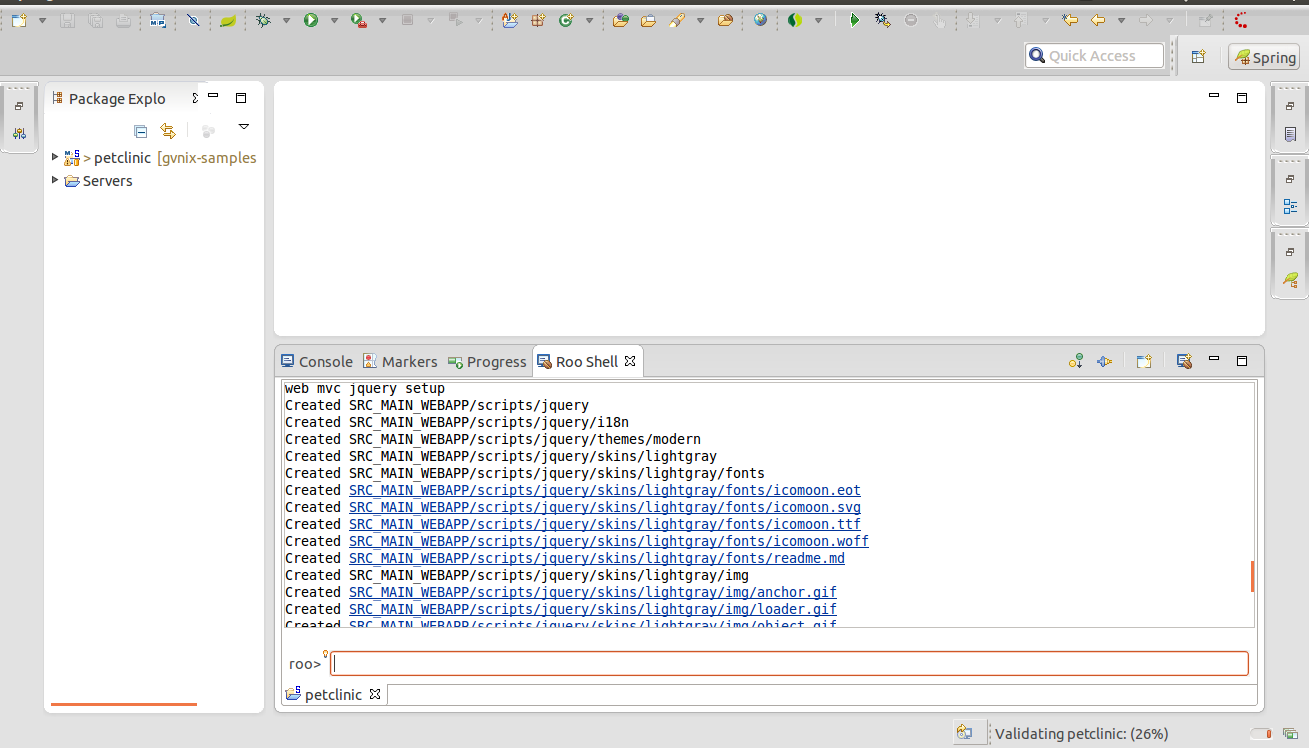 Quick Access
Spring
Package Explo
> petclinic [gvnix-samples
Servers
Console Markers Progress Roo Shell
web mvc jquery setup
Created SRC_MAIN_WEBAPP/scripts/jquery
Created SRC_MAIN_WEBAPP/scripts/jquery/i18n
Created SRC_MAIN_WEBAPP/scripts/jquery/themes/modern
Created SRC_MAIN_WEBAPP/scripts/jquery/skins/lightgray
Created SRC_MAIN_WEBAPP/scripts/jquery/skins/lightgray/fonts
Created SRC_MAIN_WEBAPP/scripts/jquery/skins/lightgray/fonts/icomoon.eot
Created SRC_MAIN_WEBAPP/scripts/jquery/skins/lightgray/fonts/icomoon.svg
Created SRC_MAIN_WEBAPP/scripts/jquery/skins/lightgray/fonts/icomoon.ttf
Created SRC_MAIN_WEBAPP/scripts/jquery/skins/lightgray/fonts/icomoon.woff
Created SRC_MAIN_WEBAPP/scripts/jquery/skins/lightgray/fonts/readme.md
Created SRC_MAIN_WEBAPP/scripts/jquery/skins/lightgray/img
Created SRC_MAIN_WEBAPP/scripts/jquery/skins/lightgray/img/anchor.gif
Created SRC_MAIN_WEBAPP/scripts/jquery/skins/lightgray/img/loader.gif
Created SRC_MAIN_WEBAPP/scripts/jquery/skins/lightgray/img/object.gif
roo>
petclinic
Validating petclinic: (26%)